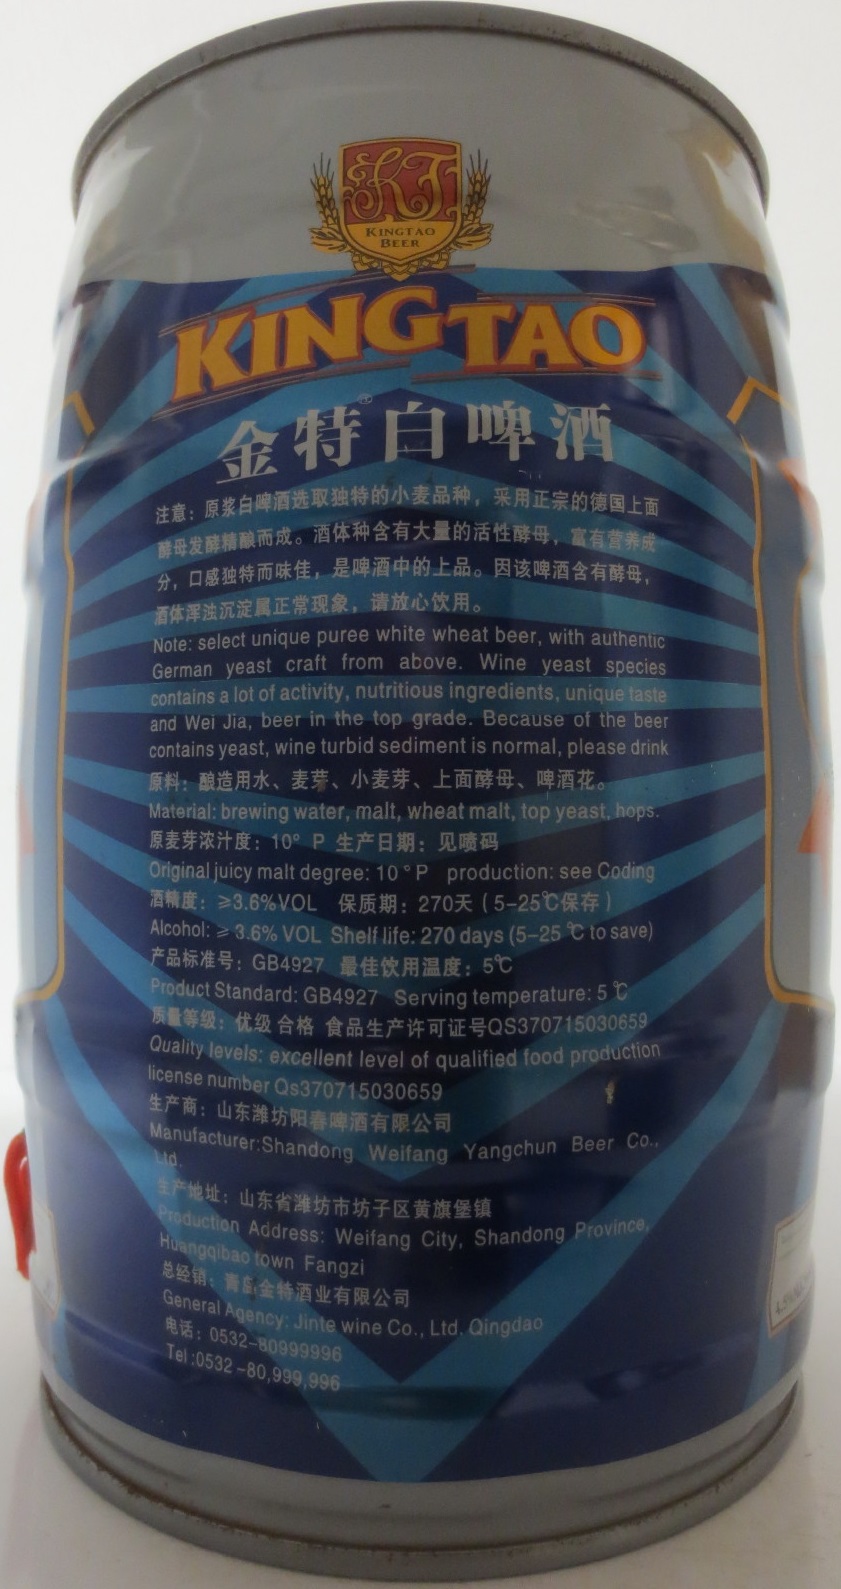 KT
KINGTAO
BEER
KINGTAO
金特®白啤酒
注意：原浆白啤酒选取独特的小麦品种，采用正宗的德国上面
酵母发酵精酿而成。酒体种含有大量的活性酵母，富有营养成
分，口感独特而味佳，是啤酒中的上品。因该啤酒含有酵母，
酒体浑浊沉淀属正常现象，请放心饮用。
Note: select unique puree white wheat beer, with authentic
German yeast craft from above. Wine yeast species
contains a lot of activity, nutritious ingredients, unique taste
and Wei Jia, beer in the top grade. Because of the beer
contains yeast, wine turbid sediment is normal, please drink
原料：酿造用水、麦芽、小麦芽、上面酵母、啤酒花。
Material: brewing water, malt, wheat malt, top yeast, hops.
原麦芽浓汁度：10° P 生产日期：见喷码
Original juicy malt degree: 10 ° P production: see Coding
酒精度：≥3.6%VOL 保质期：270天（5-25℃保存）
Alcohol: ≥ 3.6% VOL Shelf life: 270 days (5-25 ℃ to save)
产品标准号：GB4927 最佳饮用温度：5℃
Product Standard: GB4927 Serving temperature: 5 ℃
质量等级：优级 合格 食品生产许可证号QS370715030659
Quality levels: excellent level of qualified food production
license number Qs370715030659
生产商：山东潍坊阳春啤酒有限公司
Manufacturer:Shandong Weifang Yangchun Beer Co.,
Ltd.
生产地址：山东省潍坊市坊子区黄旗堡镇
Production Address: Weifang City, Shandong Province,
Huangqibao town Fangzi
总经销：青岛金特酒业有限公司
General Agency: Jinte wine Co., Ltd. Qingdao
电话：0532-80999996
Tel :0532 -80,999,996